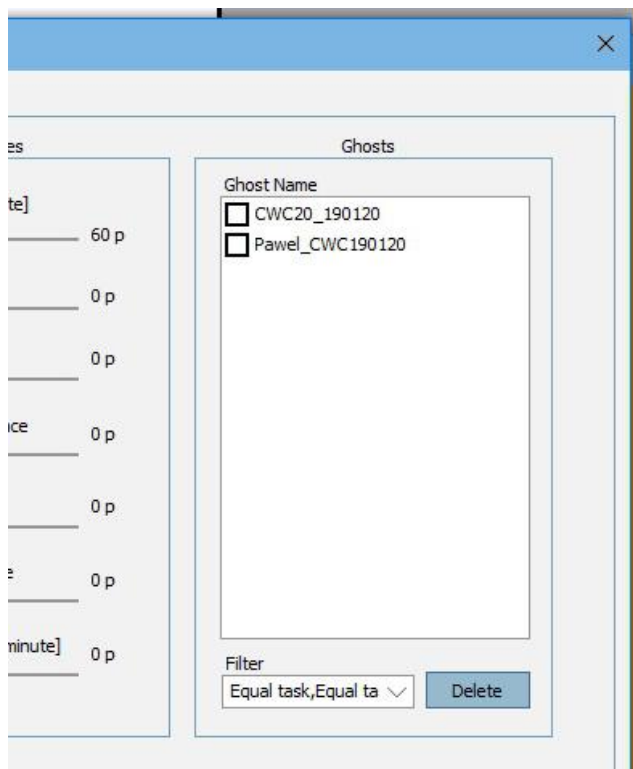 es
Ghosts
te]
60 p
0 p
0 p
ce
0 p
0 p
0 p
minute]
0 p
Ghost Name
CWC20_190120
Pawel_CWC190120
Filter
Equal task,Equal ta
Delete